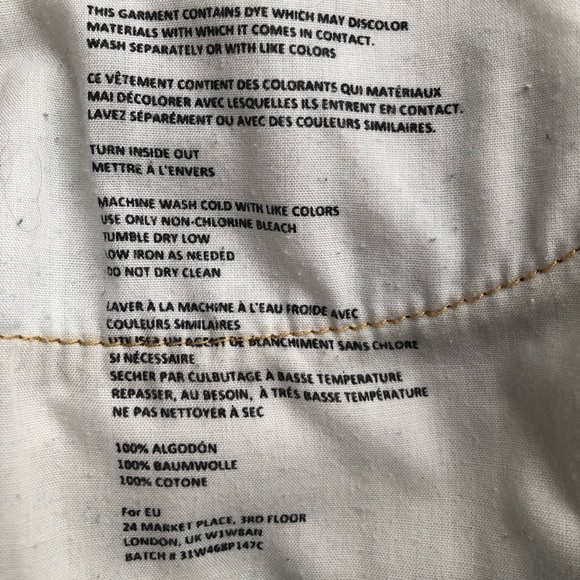 THIS GARMENT CONTAINS DYE WHICH MAY DISCOLOR
MATERIALS WITH WHICH IT COMES IN CONTACT.
WASH SEPARATELY OR WITH LIKE COLORS
CE VÊTEMENT CONTIENT DES COLORANTS QUI MATÉRIAUX
MAI DÉCOLORER AVEC LESQUELLES ILS ENTRENT EN CONTACT.
LAVEZ SÉPARÉMENT OU AVEC DES COULEURS SIMILAIRES.
TURN INSIDE OUT
METTRE À L'ENVERS
MACHINE WASH COLD WITH LIKE COLORS
USE ONLY NON-CHLORINE BLEACH
TUMBLE DRY LOW
LOW IRON AS NEEDED
DO NOT DRY CLEAN
LAVER À LA MACHINE À L'EAU FROIDE AVEC
COULEURS SIMILAIRES
UTILISEZ UN AGENT DE BLANCHIMENT SANS CHLORE
SI NÉCESSAIRE
SECHER PAR CULBUTAGE À BASSE TEMPERATURE
REPASSER, AU BESOIN, À TRÉS BASSE TEMPÉRATURE
NE PAS NETTOYER À SEC
100% ALGODÓN
100% BAUMWOLLE
100% COTONE
For EU
24 MARKET PLACE, 3RD FLOOR
LONDON, UK W1W8AN
BATCH # 31W468P147C